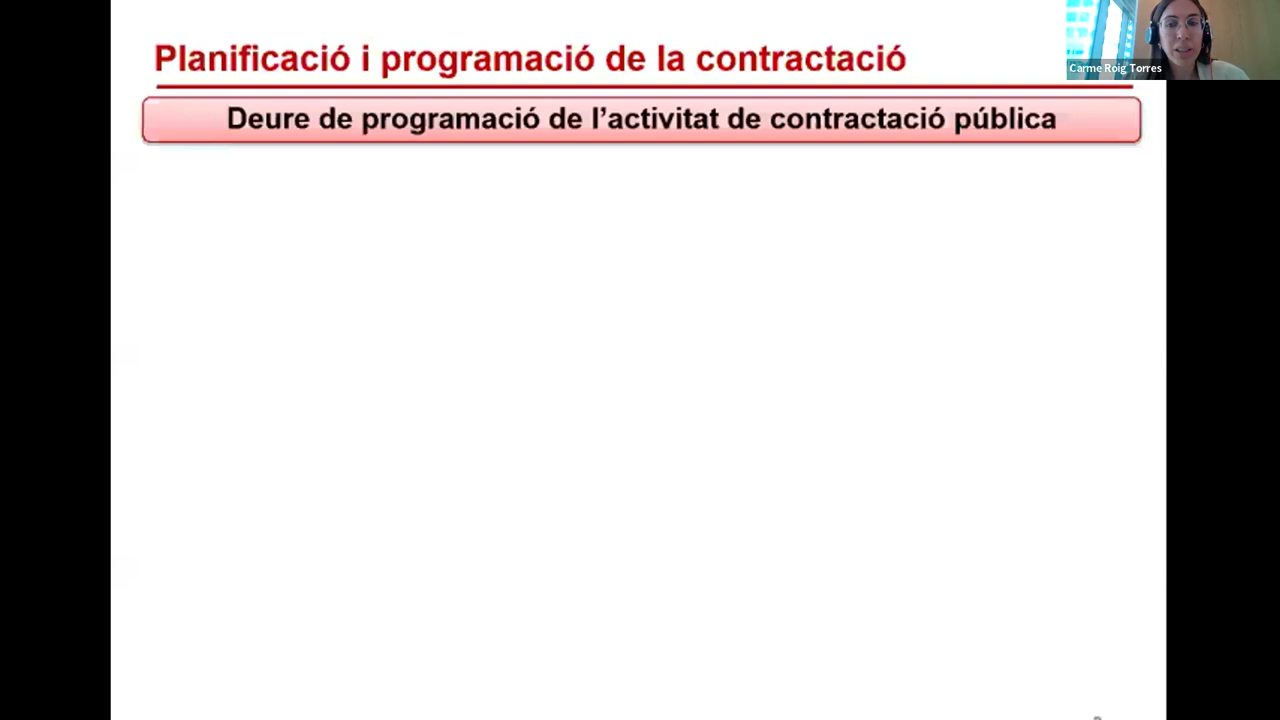 Planificació i programació de la contractació
Carme Roig Torres
Deure de programació de l’activitat de contractació pública